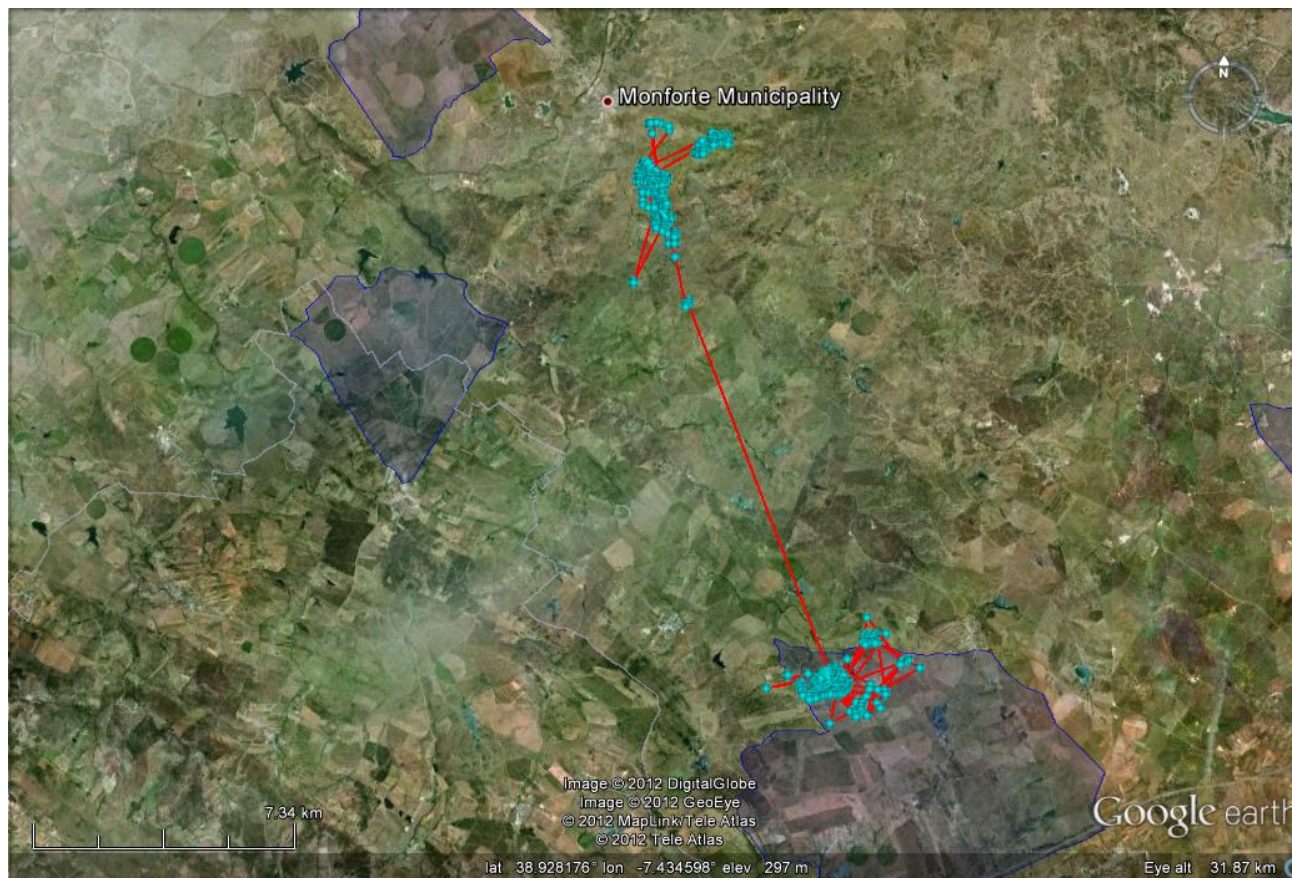 N
Monforte Municipality
Image © 2012 DigitalGlobe
Image © 2012 GeoEye
© 2012 MapLink/Tele Atlas
© 2012 Tele Atlas
7.34 km
Google earth
lat 38.928176° lon -7.434598° elev 297 m
Eye alt 31.87 km